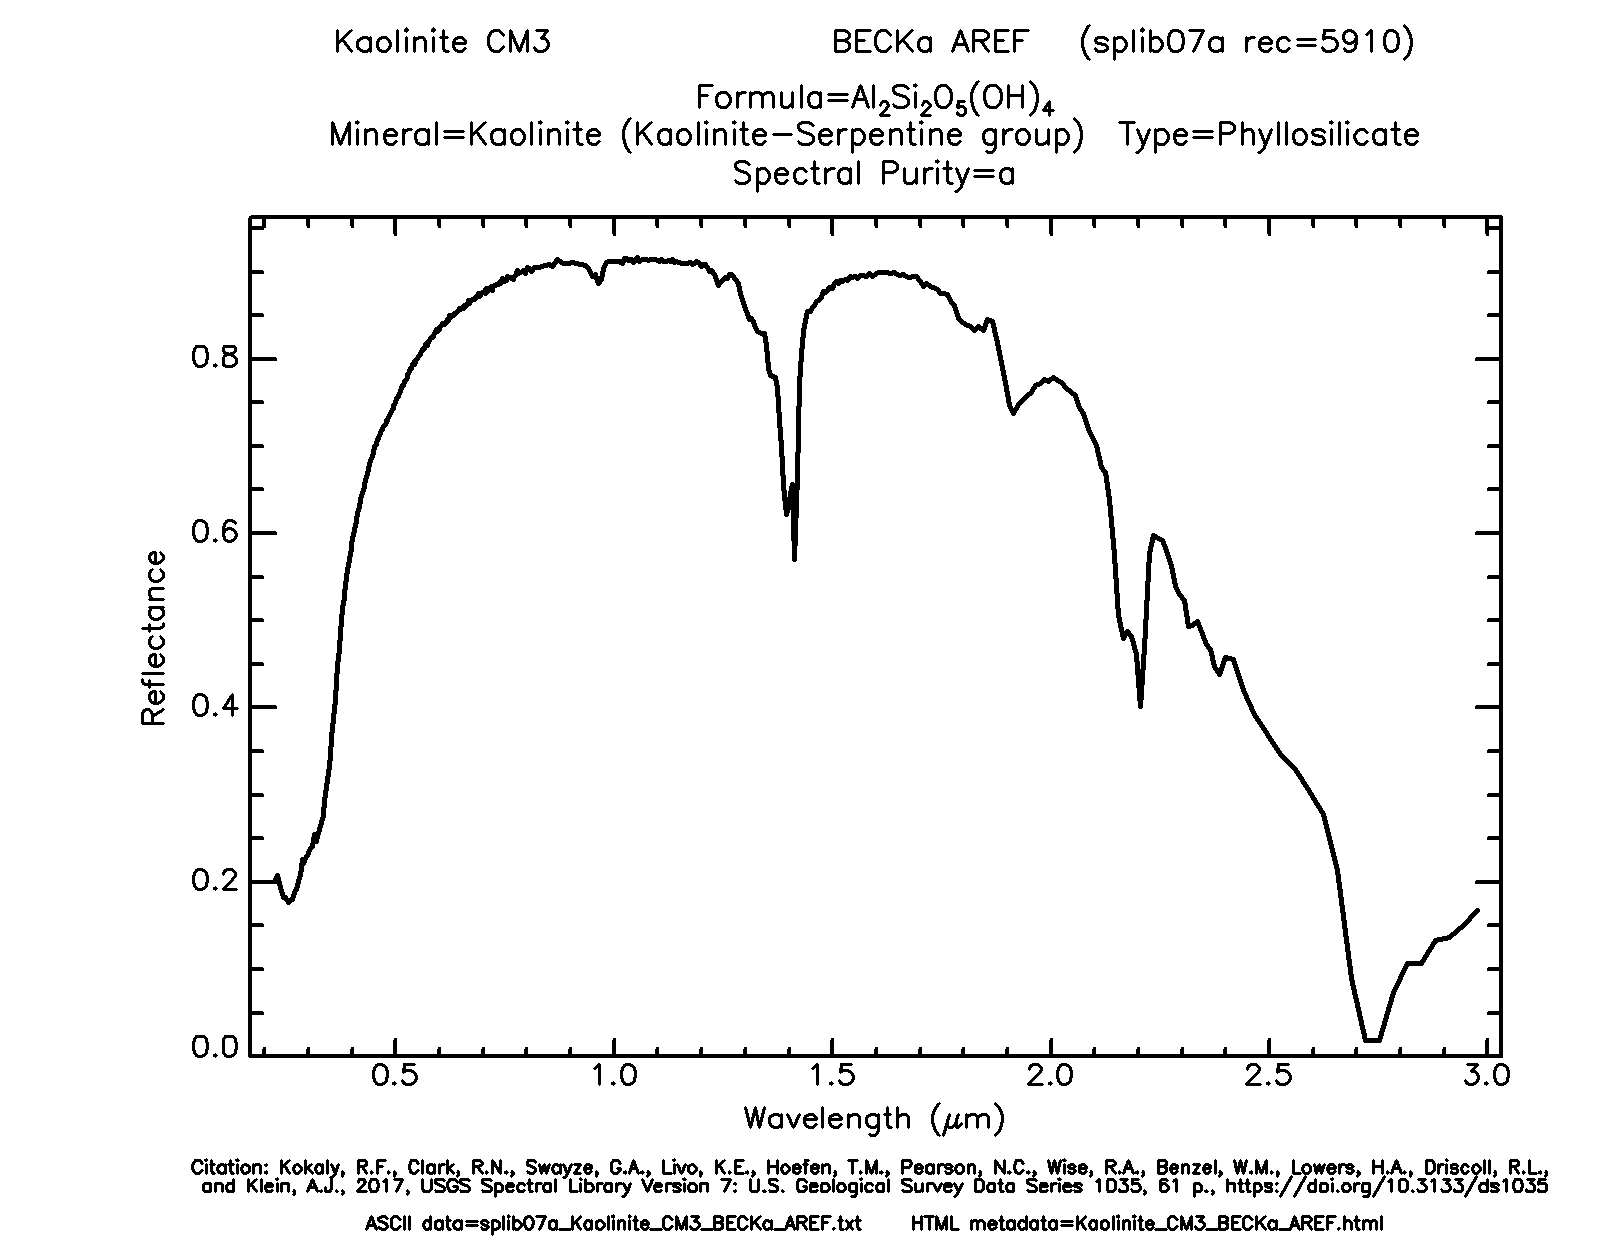 Kaolinite CM3 BECKa AREF (splib07a rec=5910)
Formula=Al₂Si₂O₅(OH)₄
Mineral=Kaolinite (Kaolinite-Serpentine group) Type=Phyllosilicate
Spectral Purity=a
0.8
0.6
0.4
0.2
0.0
Reflectance
0.5 1.0 1.5 2.0 2.5 3.0
Wavelength (μm)
Citation: Kokaly, R.F., Clark, R.N., Swayze, G.A., Livo, K.E., Hoefen, T.M., Pearson, N.C., Wise, R.A., Benzel, W.M., Lowers, H.A., Driscoll, R.L.,
and Klein, A.J., 2017, USGS Spectral Library Version 7: U.S. Geological Survey Data Series 1035, 61 p., https://doi.org/10.3133/ds1035
ASCII data=splib07a_Kaolinite_CM3_BECKa_AREF.txt HTML metadata=Kaolinite_CM3_BECKa_AREF.html